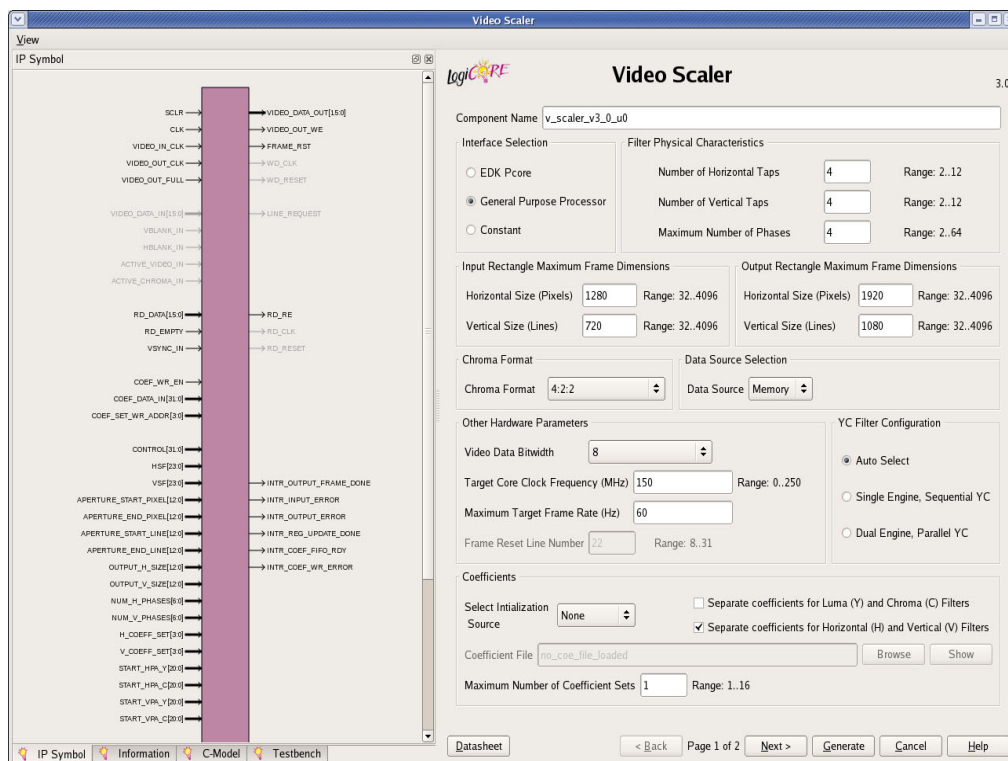 Video Scaler
View
IP Symbol
SCLR
CLK
VIDEO_IN_CLK
VIDEO_OUT_CLK
VIDEO_OUT_FULL
VIDEO_DATA_IN[15:0]
VBLANK_IN
HBLANK_IN
ACTIVE_VIDEO_IN
ACTIVE_CHROMA_IN
RD_DATA[15:0]
RD_EMPTY
VSYNC_IN
COEF_WR_EN
COEF_DATA_IN[31:0]
COEF_SET_WR_ADDR[3:0]
CONTROL[31:0]
HSF[23:0]
VSF[23:0]
APERTURE_START_PIXEL[12:0]
APERTURE_END_PIXEL[12:0]
APERTURE_START_LINE[12:0]
APERTURE_END_LINE[12:0]
OUTPUT_H_SIZE[12:0]
OUTPUT_V_SIZE[12:0]
NUM_H_PHASES[6:0]
NUM_V_PHASES[6:0]
H_COEFF_SET[3:0]
V_COEFF_SET[3:0]
START_HPA_Y[20:0]
START_HPA_C[20:0]
START_VPA_Y[20:0]
START_VPA_C[20:0]
VIDEO_DATA_OUT[15:0]
VIDEO_OUT_WE
FRAME_RST
WD_CLK
WD_RESET
LINE_REQUEST
RD_RE
RD_CLK
RD_RESET
INTR_OUTPUT_FRAME_DONE
INTR_INPUT_ERROR
INTR_OUTPUT_ERROR
INTR_REG_UPDATE_DONE
INTR_COEF_FIFO_RDY
INTR_COEF_WR_ERROR
IP Symbol Information C-Model Testbench
LogiCORE
Video Scaler
3.0
Component Name v_scaler_v3_0_u0
Interface Selection
EDK Pcore
General Purpose Processor
Constant
Filter Physical Characteristics
Number of Horizontal Taps 4 Range: 2..12
Number of Vertical Taps 4 Range: 2..12
Maximum Number of Phases 4 Range: 2..64
Input Rectangle Maximum Frame Dimensions
Horizontal Size (Pixels) 1280 Range: 32..4096
Vertical Size (Lines) 720 Range: 32..4096
Output Rectangle Maximum Frame Dimensions
Horizontal Size (Pixels) 1920 Range: 32..4096
Vertical Size (Lines) 1080 Range: 32..4096
Chroma Format
Chroma Format 4:2:2
Data Source Selection
Data Source Memory
Other Hardware Parameters
Video Data Bitwidth 8
Target Core Clock Frequency (MHz) 150 Range: 0..250
Maximum Target Frame Rate (Hz) 60
Frame Reset Line Number 22 Range: 8..31
YC Filter Configuration
Auto Select
Single Engine, Sequential YC
Dual Engine, Parallel YC
Coefficients
Select Intialization
Source
None
Separate coefficients for Luma (Y) and Chroma (C) Filters
Separate coefficients for Horizontal (H) and Vertical (V) Filters
Coefficient File no_coe_file_loaded Browse Show
Maximum Number of Coefficient Sets 1 Range: 1..16
Datasheet < Back Page 1 of 2 Next > Generate Cancel Help